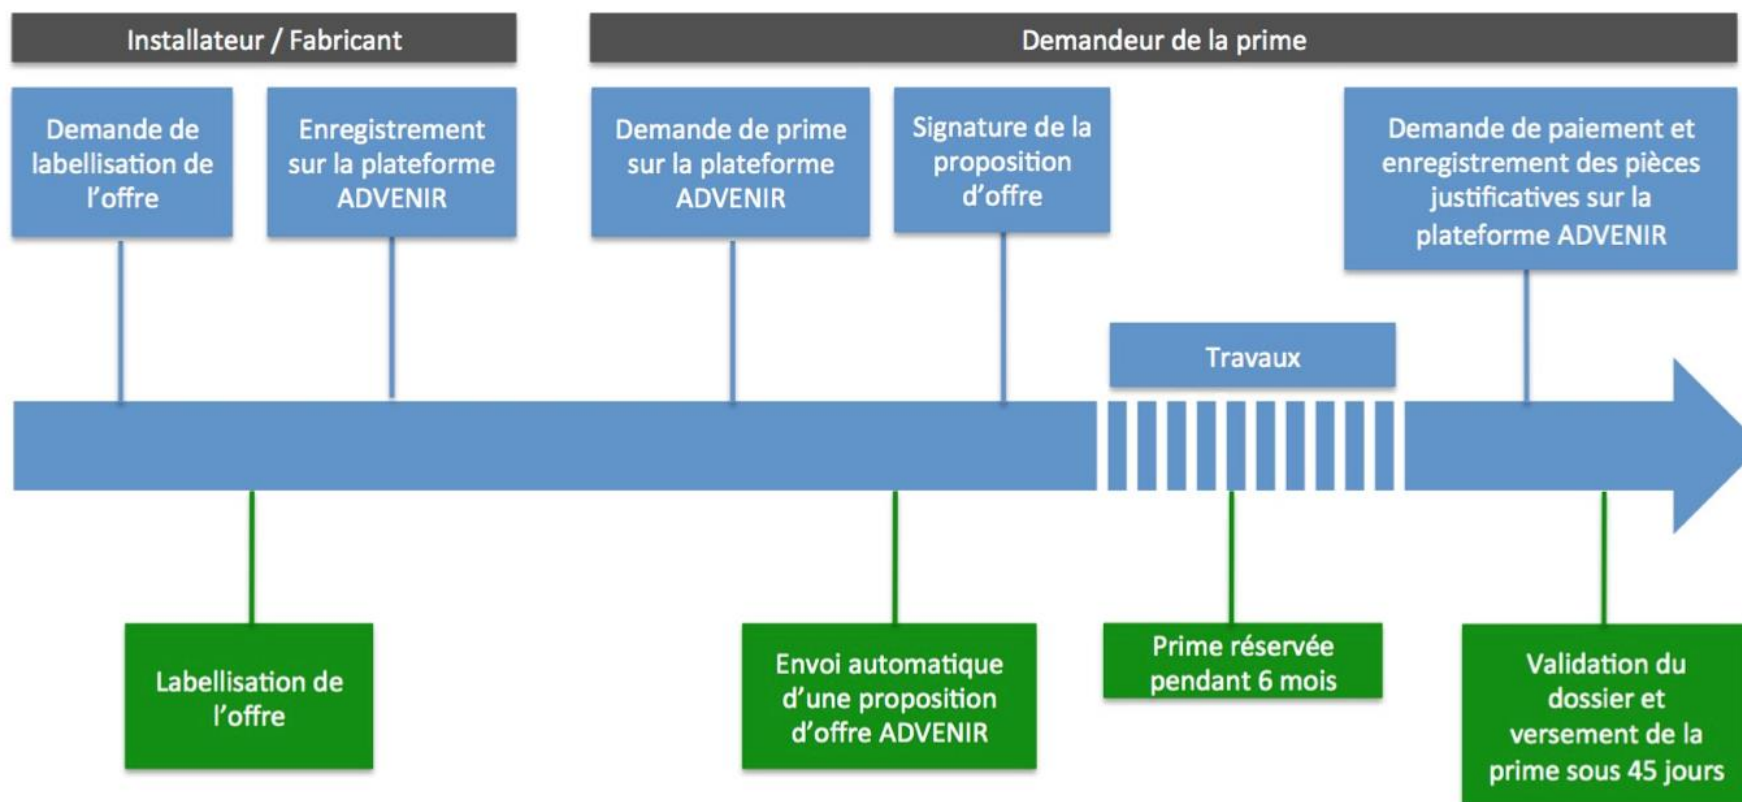 Installateur / Fabricant
Demandeur de la prime
Demande de
labellisation de
l’offre
Enregistrement
sur la plateforme
ADVENIR
Demande de prime
sur la plateforme
ADVENIR
Signature de la
proposition
d’offre
Demande de paiement et
enregistrement des pièces
justificatives sur la
plateforme ADVENIR
Travaux
Labellisation de
l’offre
Envoi automatique
d’une proposition
d’offre ADVENIR
Prime réservée
pendant 6 mois
Validation du
dossier et
versement de la
prime sous 45 jours